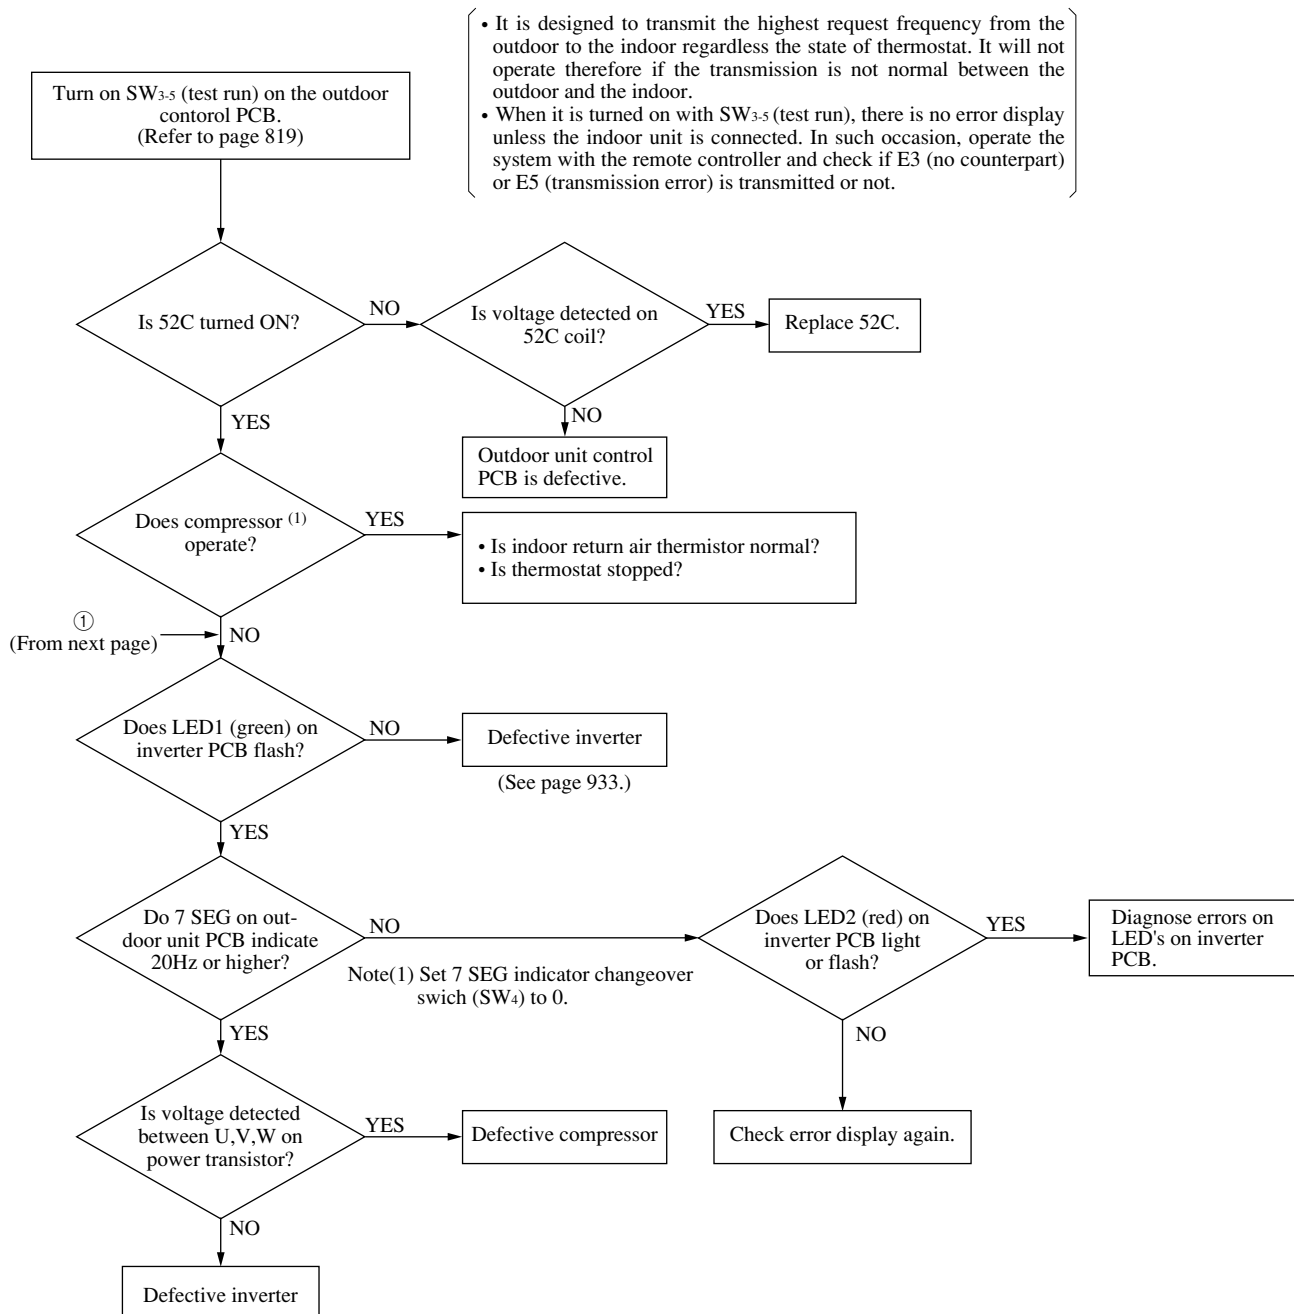 • It is designed to transmit the highest request frequency from the
outdoor to the indoor regardless the state of thermostat. It will not
operate therefore if the transmission is not normal between the
outdoor and the indoor.
• When it is turned on with SW3-5 (test run), there is no error display
unless the indoor unit is connected. In such occasion, operate the
system with the remote controller and check if E3 (no counterpart)
or E5 (transmission error) is transmitted or not.
Turn on SW3-5 (test run) on the outdoor
contorol PCB.
(Refer to page 819)
Is 52C turned ON?
NO
Is voltage detected on
52C coil?
YES
Replace 52C.
YES
NO
Outdoor unit control
PCB is defective.
Does compressor (1)
operate?
YES
• Is indoor return air thermistor normal?
• Is thermostat stopped?
①
(From next page)
NO
Does LED1 (green) on
inverter PCB flash?
NO
Defective inverter
(See page 933.)
YES
Do 7 SEG on out-
door unit PCB indicate
20Hz or higher?
NO
Note(1) Set 7 SEG indicator changeover
swich (SW4) to 0.
Does LED2 (red) on
inverter PCB light
or flash?
YES
Diagnose errors on
LED's on inverter
PCB.
YES
NO
Check error display again.
Is voltage detected
between U,V,W on
power transistor?
YES
Defective compressor
NO
Defective inverter